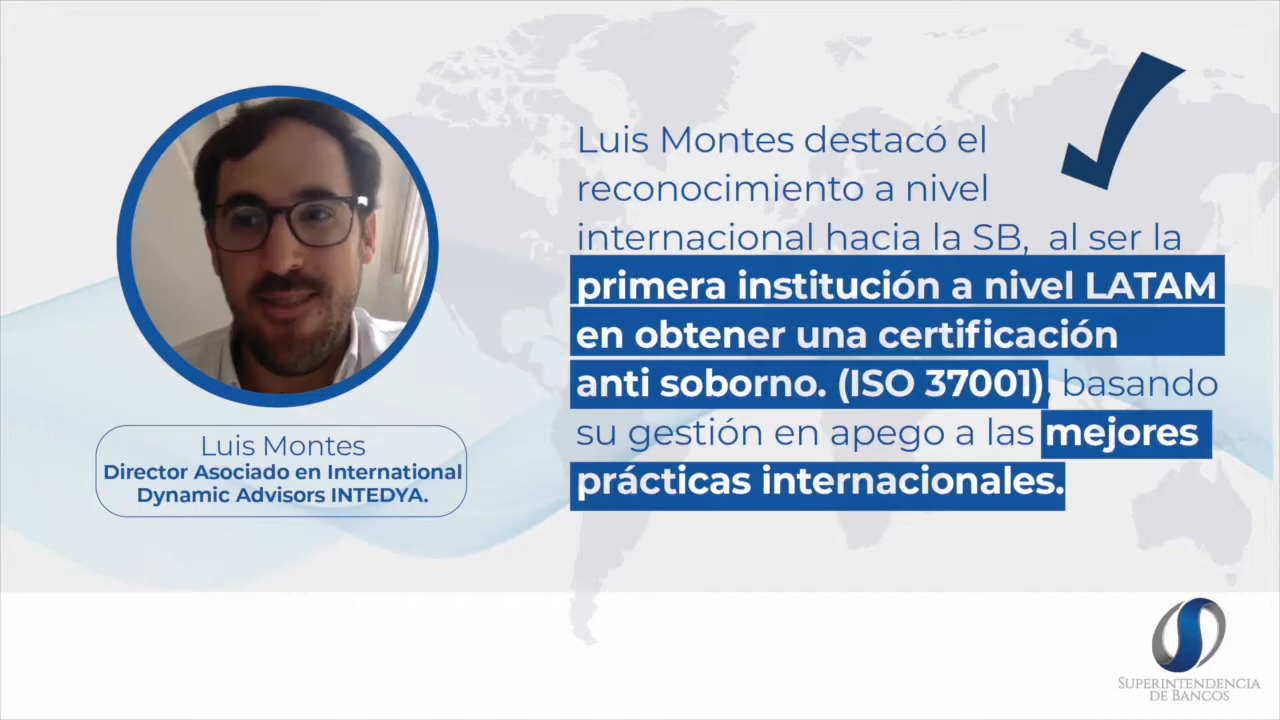 Luis Montes destacó el
reconocimiento a nivel
internacional hacia la SB, al ser la
primera institución a nivel LATAM
en obtener una certificación
anti soborno. (ISO 37001), basando
su gestión en apego a las mejores
prácticas internacionales.
Luis Montes
Director Asociado en International
Dynamic Advisors INTEDYA.
SUPERINTENDENCIA
DE BANCOS